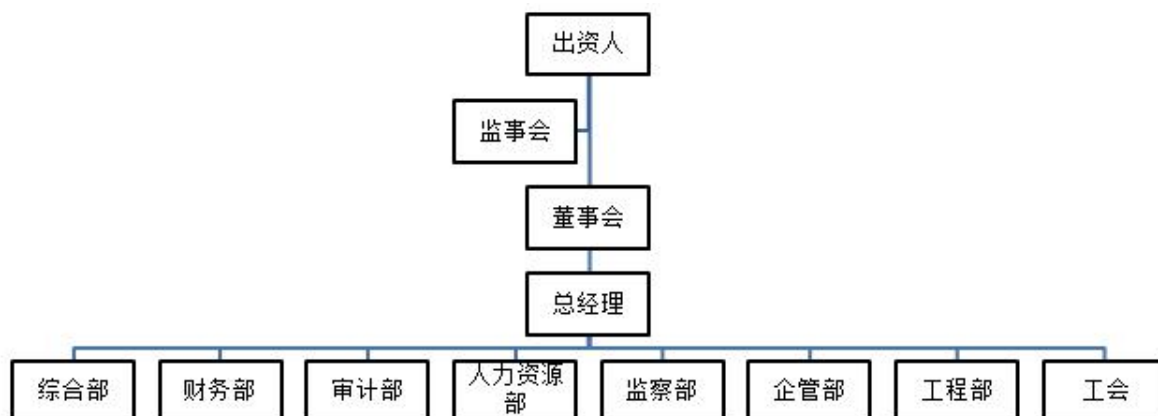 出资人
监事会
董事会
总经理
综合部
财务部
审计部
人力资源
部
监察部
企管部
工程部
工会